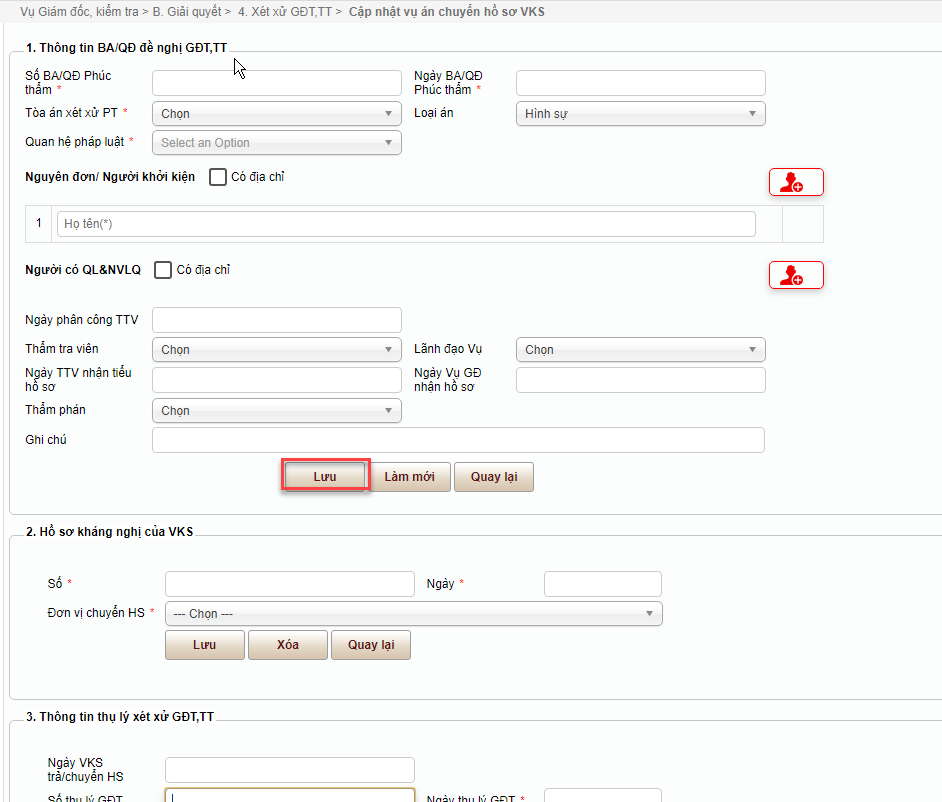 Vụ Giám đốc, kiểm tra > B. Giải quyết > 4. Xét xử GĐT,TT > Cập nhật vụ án chuyển hồ sơ VKS
1. Thông tin BA/QĐ đề nghị GĐT,TT
Số BA/QĐ Phúc thẩm *
Ngày BA/QĐ Phúc thẩm *
Tòa án xét xử PT * Chọn
Loại án Hình sự
Quan hệ pháp luật * Select an Option
Nguyên đơn/ Người khởi kiện Có địa chỉ
1 Họ tên(*)
Người có QL&NVLQ Có địa chỉ
Ngày phân công TTV
Thẩm tra viên Chọn
Lãnh đạo Vụ Chọn
Ngày TTV nhận tiểu hồ sơ
Ngày Vụ GĐ nhận hồ sơ
Thẩm phán Chọn
Ghi chú
Lưu Làm mới Quay lại
2. Hồ sơ kháng nghị của VKS
Số * Ngày *
Đơn vị chuyển HS * --- Chọn ---
Lưu Xóa Quay lại
3. Thông tin thụ lý xét xử GĐT,TT
Ngày VKS trả/chuyển HS
Số thụ lý GĐT Ngày thụ lý GĐT *